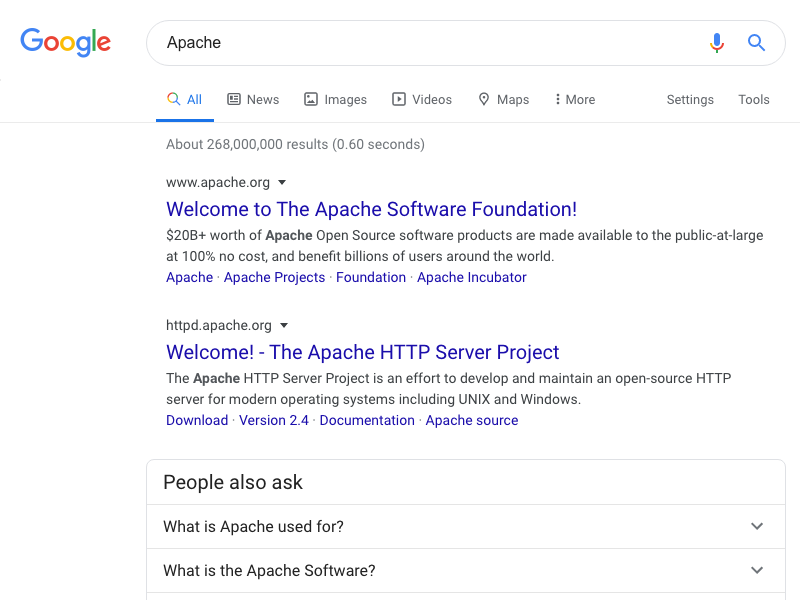 Google
Apache
All News Images Videos Maps More Settings Tools
About 268,000,000 results (0.60 seconds)
www.apache.org
Welcome to The Apache Software Foundation!
$20B+ worth of Apache Open Source software products are made available to the public-at-large
at 100% no cost, and benefit billions of users around the world.
Apache · Apache Projects · Foundation · Apache Incubator
httpd.apache.org
Welcome! - The Apache HTTP Server Project
The Apache HTTP Server Project is an effort to develop and maintain an open-source HTTP
server for modern operating systems including UNIX and Windows.
Download · Version 2.4 · Documentation · Apache source
People also ask
What is Apache used for?
What is the Apache Software?